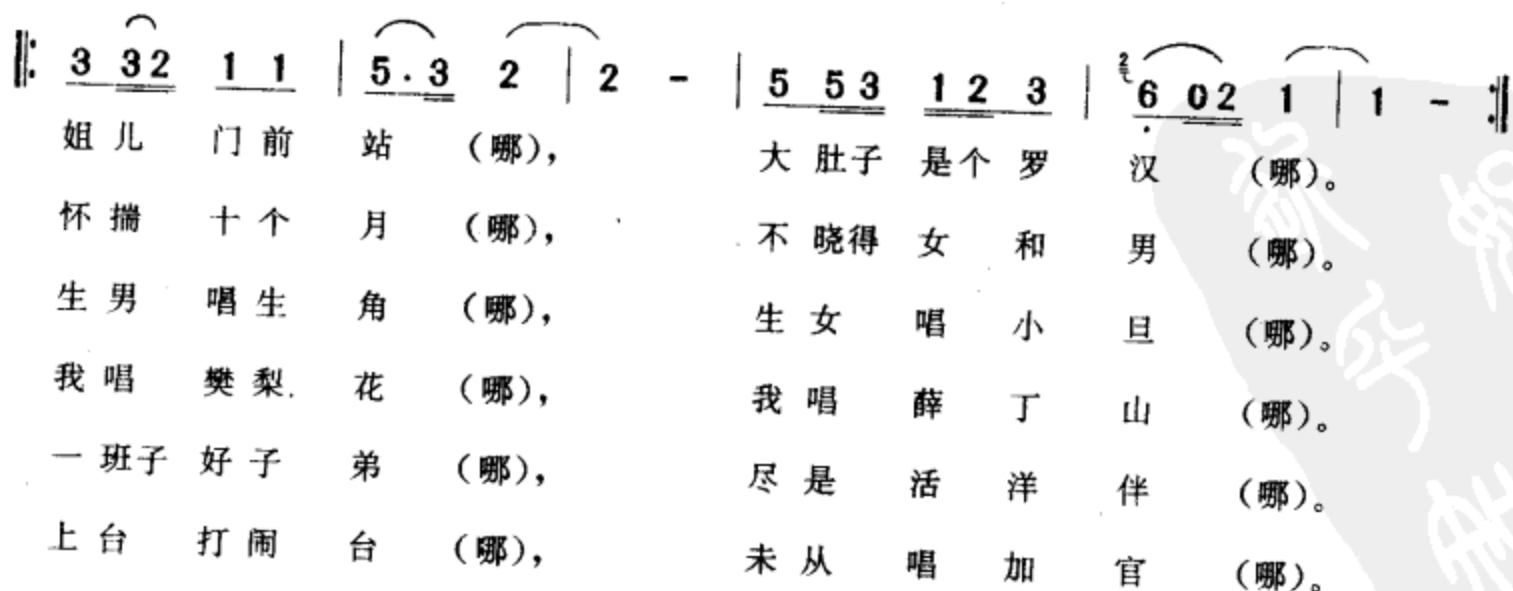 ‖: 3 32 1 1 | 5·3 2 | 2 - | 5 53 12 3 | 2 6 02 1 | 1 - :‖
姐儿 门前 站 (哪), 大肚子 是个 罗 汉 (哪)。
怀揣 十个 月 (哪), 不晓得 女 和 男 (哪)。
生男 唱生 角 (哪), 生女 唱 小 旦 (哪)。
我唱 樊梨 花 (哪), 我唱 薛 丁 山 (哪)。
一班子 好子 弟 (哪), 尽是 活 洋 伴 (哪)。
上台 打闹 台 (哪), 未从 唱 加 官 (哪)。